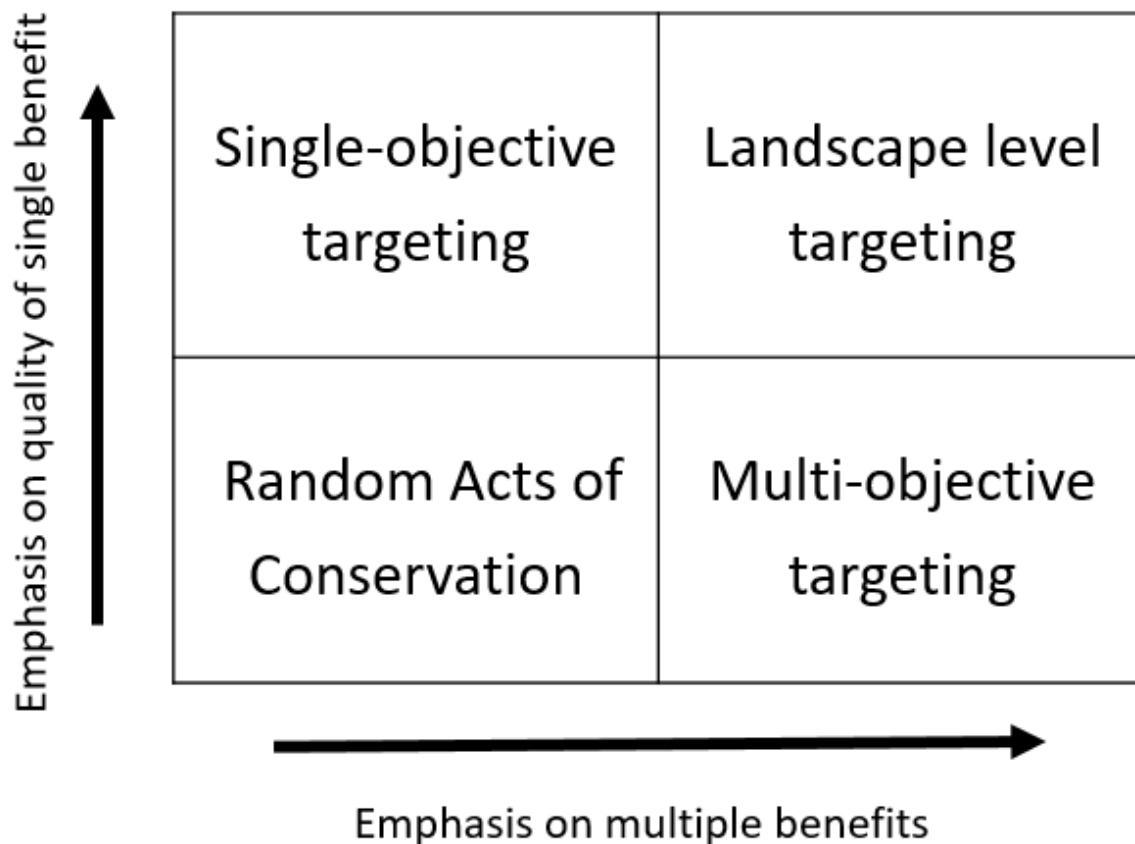 Emphasis on quality of single benefit
Single-objective
targeting
Landscape level
targeting
Random Acts of
Conservation
Multi-objective
targeting
Emphasis on multiple benefits